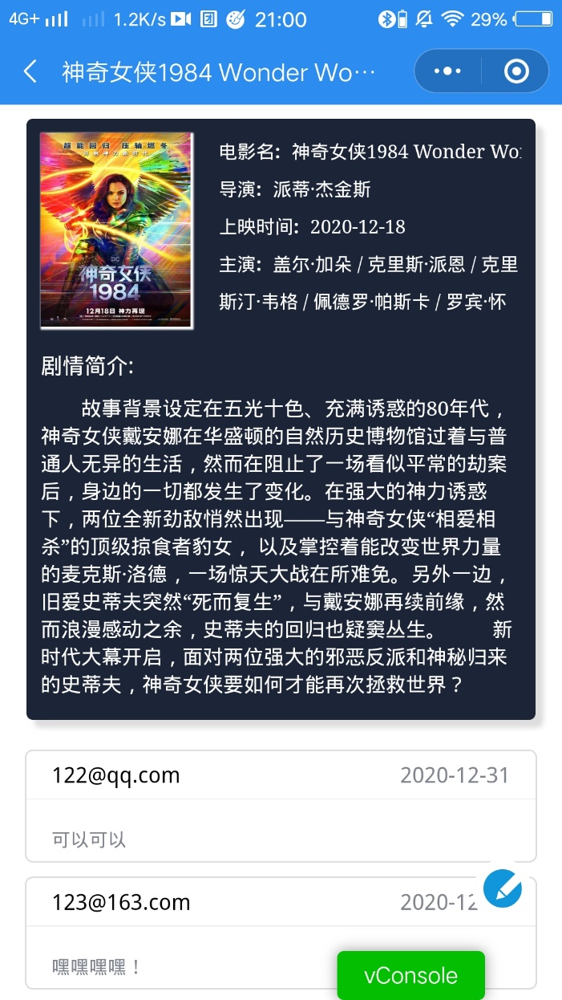 4G+ 1.2K/s 21:00 29%
神奇女侠1984 Wonder Wo…
超能回归 压轴燃冬
开启神力新时代
DC
神奇女侠
1984
12月18日 神力再现
电影名: 神奇女侠1984 Wonder Wo
导演: 派蒂·杰金斯
上映时间: 2020-12-18
主演: 盖尔·加朵 / 克里斯·派恩 / 克里
斯汀·韦格 / 佩德罗·帕斯卡 / 罗宾·怀
剧情简介:
故事背景设定在五光十色、充满诱惑的80年代，
神奇女侠戴安娜在华盛顿的自然历史博物馆过着与普
通人无异的生活，然而在阻止了一场看似平常的劫案
后，身边的一切都发生了变化。在强大的神力诱惑
下，两位全新劲敌悄然出现——与神奇女侠“相爱相
杀”的顶级掠食者豹女， 以及掌控着能改变世界力量
的麦克斯·洛德，一场惊天大战在所难免。另外一边，
旧爱史蒂夫突然“死而复生”，与戴安娜再续前缘，然
而浪漫感动之余，史蒂夫的回归也疑窦丛生。 新
时代大幕开启，面对两位强大的邪恶反派和神秘归来
的史蒂夫，神奇女侠要如何才能再次拯救世界？
122@qq.com 2020-12-31
可以可以
123@163.com 2020-12
嘿嘿嘿嘿！
vConsole